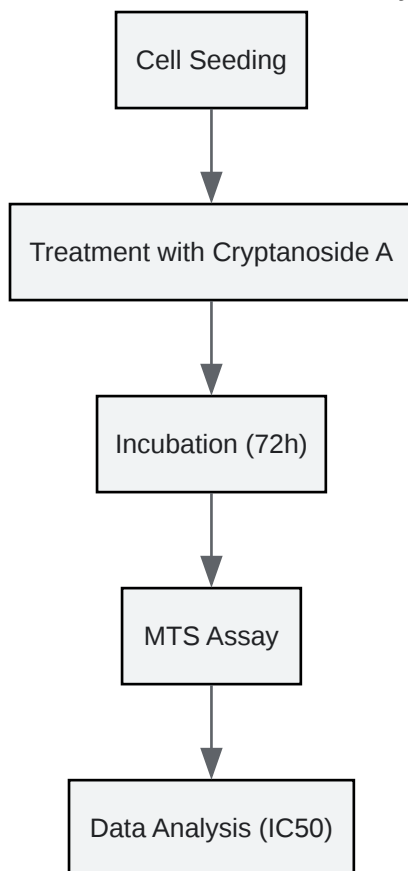 Cell Seeding
Treatment with Cryptanoside A
Incubation (72h)
MTS Assay
Data Analysis (IC50)